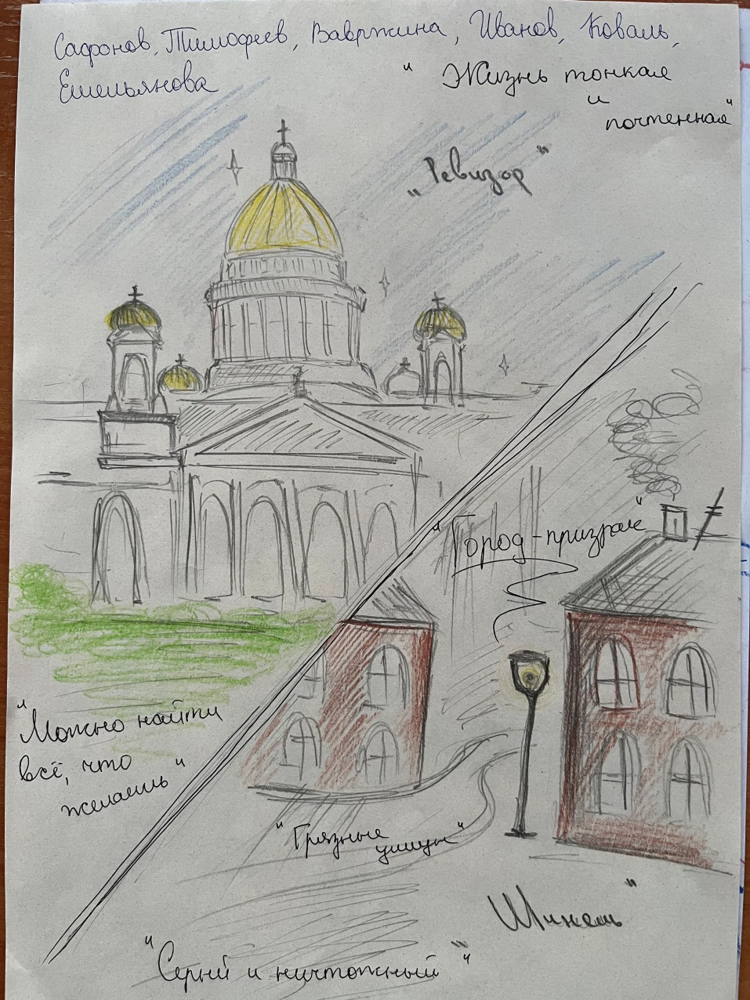 Сафонов, Тимофеев, Вавржина, Иванов, Коваль,
Емельянова
" Жизнь тонкая
и
почтенная"
„Ревизор"
"Город-призрак"
"Можно найти
всё, что
желаешь"
"Грязные
улицы"
Шинель"
"Серый и ничтожный"